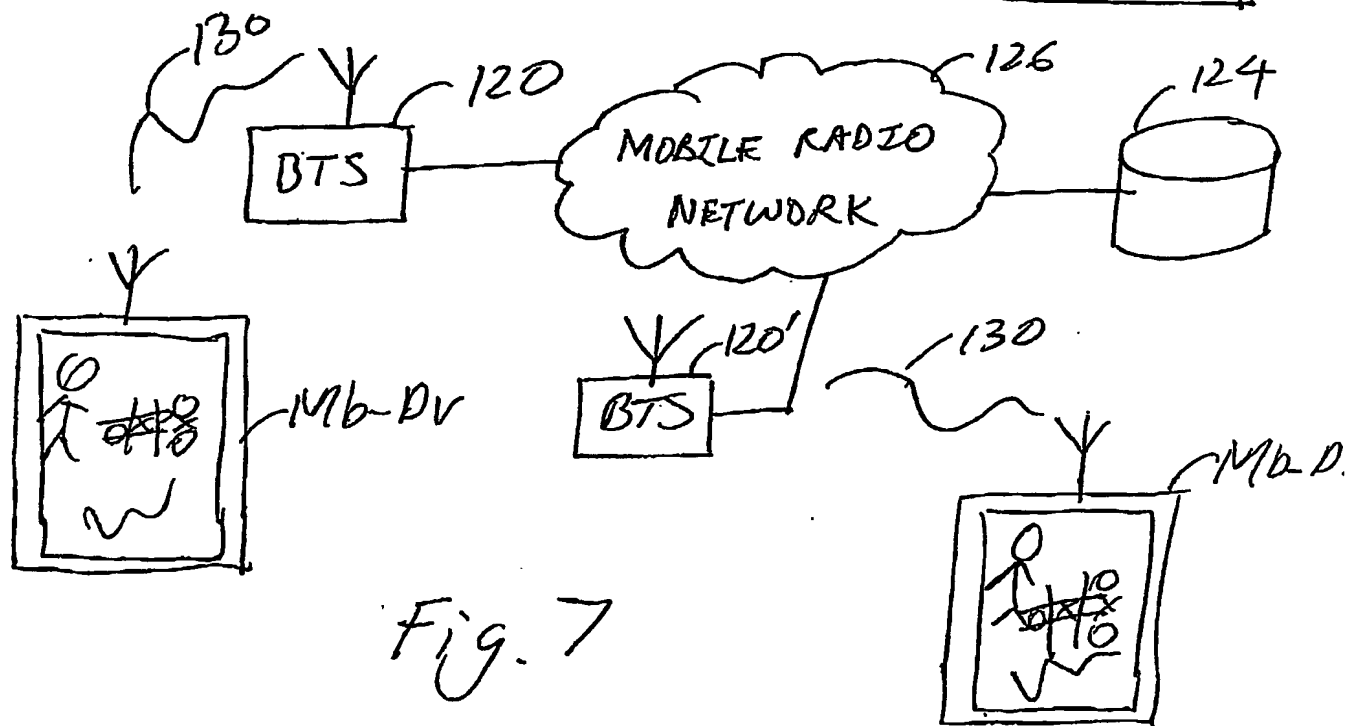 130
120
126
124
BTS
MOBILE RADIO
NETWORK
120'
130
BTS
Mb-Dv
Mb-D
Fig. 7